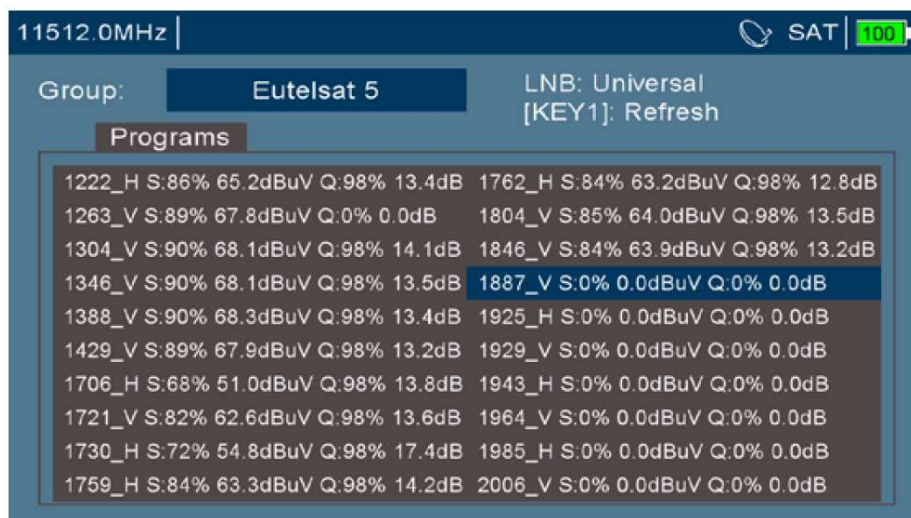 11512.0MHz
SAT 100
Group: Eutelsat 5
LNB: Universal
[KEY1]: Refresh
Programs
1222_H S:86% 65.2dBuV Q:98% 13.4dB
1263_V S:89% 67.8dBuV Q:0% 0.0dB
1304_V S:90% 68.1dBuV Q:98% 14.1dB
1346_V S:90% 68.1dBuV Q:98% 13.5dB
1388_V S:90% 68.3dBuV Q:98% 13.4dB
1429_V S:89% 67.9dBuV Q:98% 13.2dB
1706_H S:68% 51.0dBuV Q:98% 13.8dB
1721_V S:82% 62.6dBuV Q:98% 13.6dB
1730_H S:72% 54.8dBuV Q:98% 17.4dB
1759_H S:84% 63.3dBuV Q:98% 14.2dB
1762_H S:84% 63.2dBuV Q:98% 12.8dB
1804_V S:85% 64.0dBuV Q:98% 13.5dB
1846_V S:84% 63.9dBuV Q:98% 13.2dB
1887_V S:0% 0.0dBuV Q:0% 0.0dB
1925_H S:0% 0.0dBuV Q:0% 0.0dB
1929_V S:0% 0.0dBuV Q:0% 0.0dB
1943_H S:0% 0.0dBuV Q:0% 0.0dB
1964_V S:0% 0.0dBuV Q:0% 0.0dB
1985_H S:0% 0.0dBuV Q:0% 0.0dB
2006_V S:0% 0.0dBuV Q:0% 0.0dB